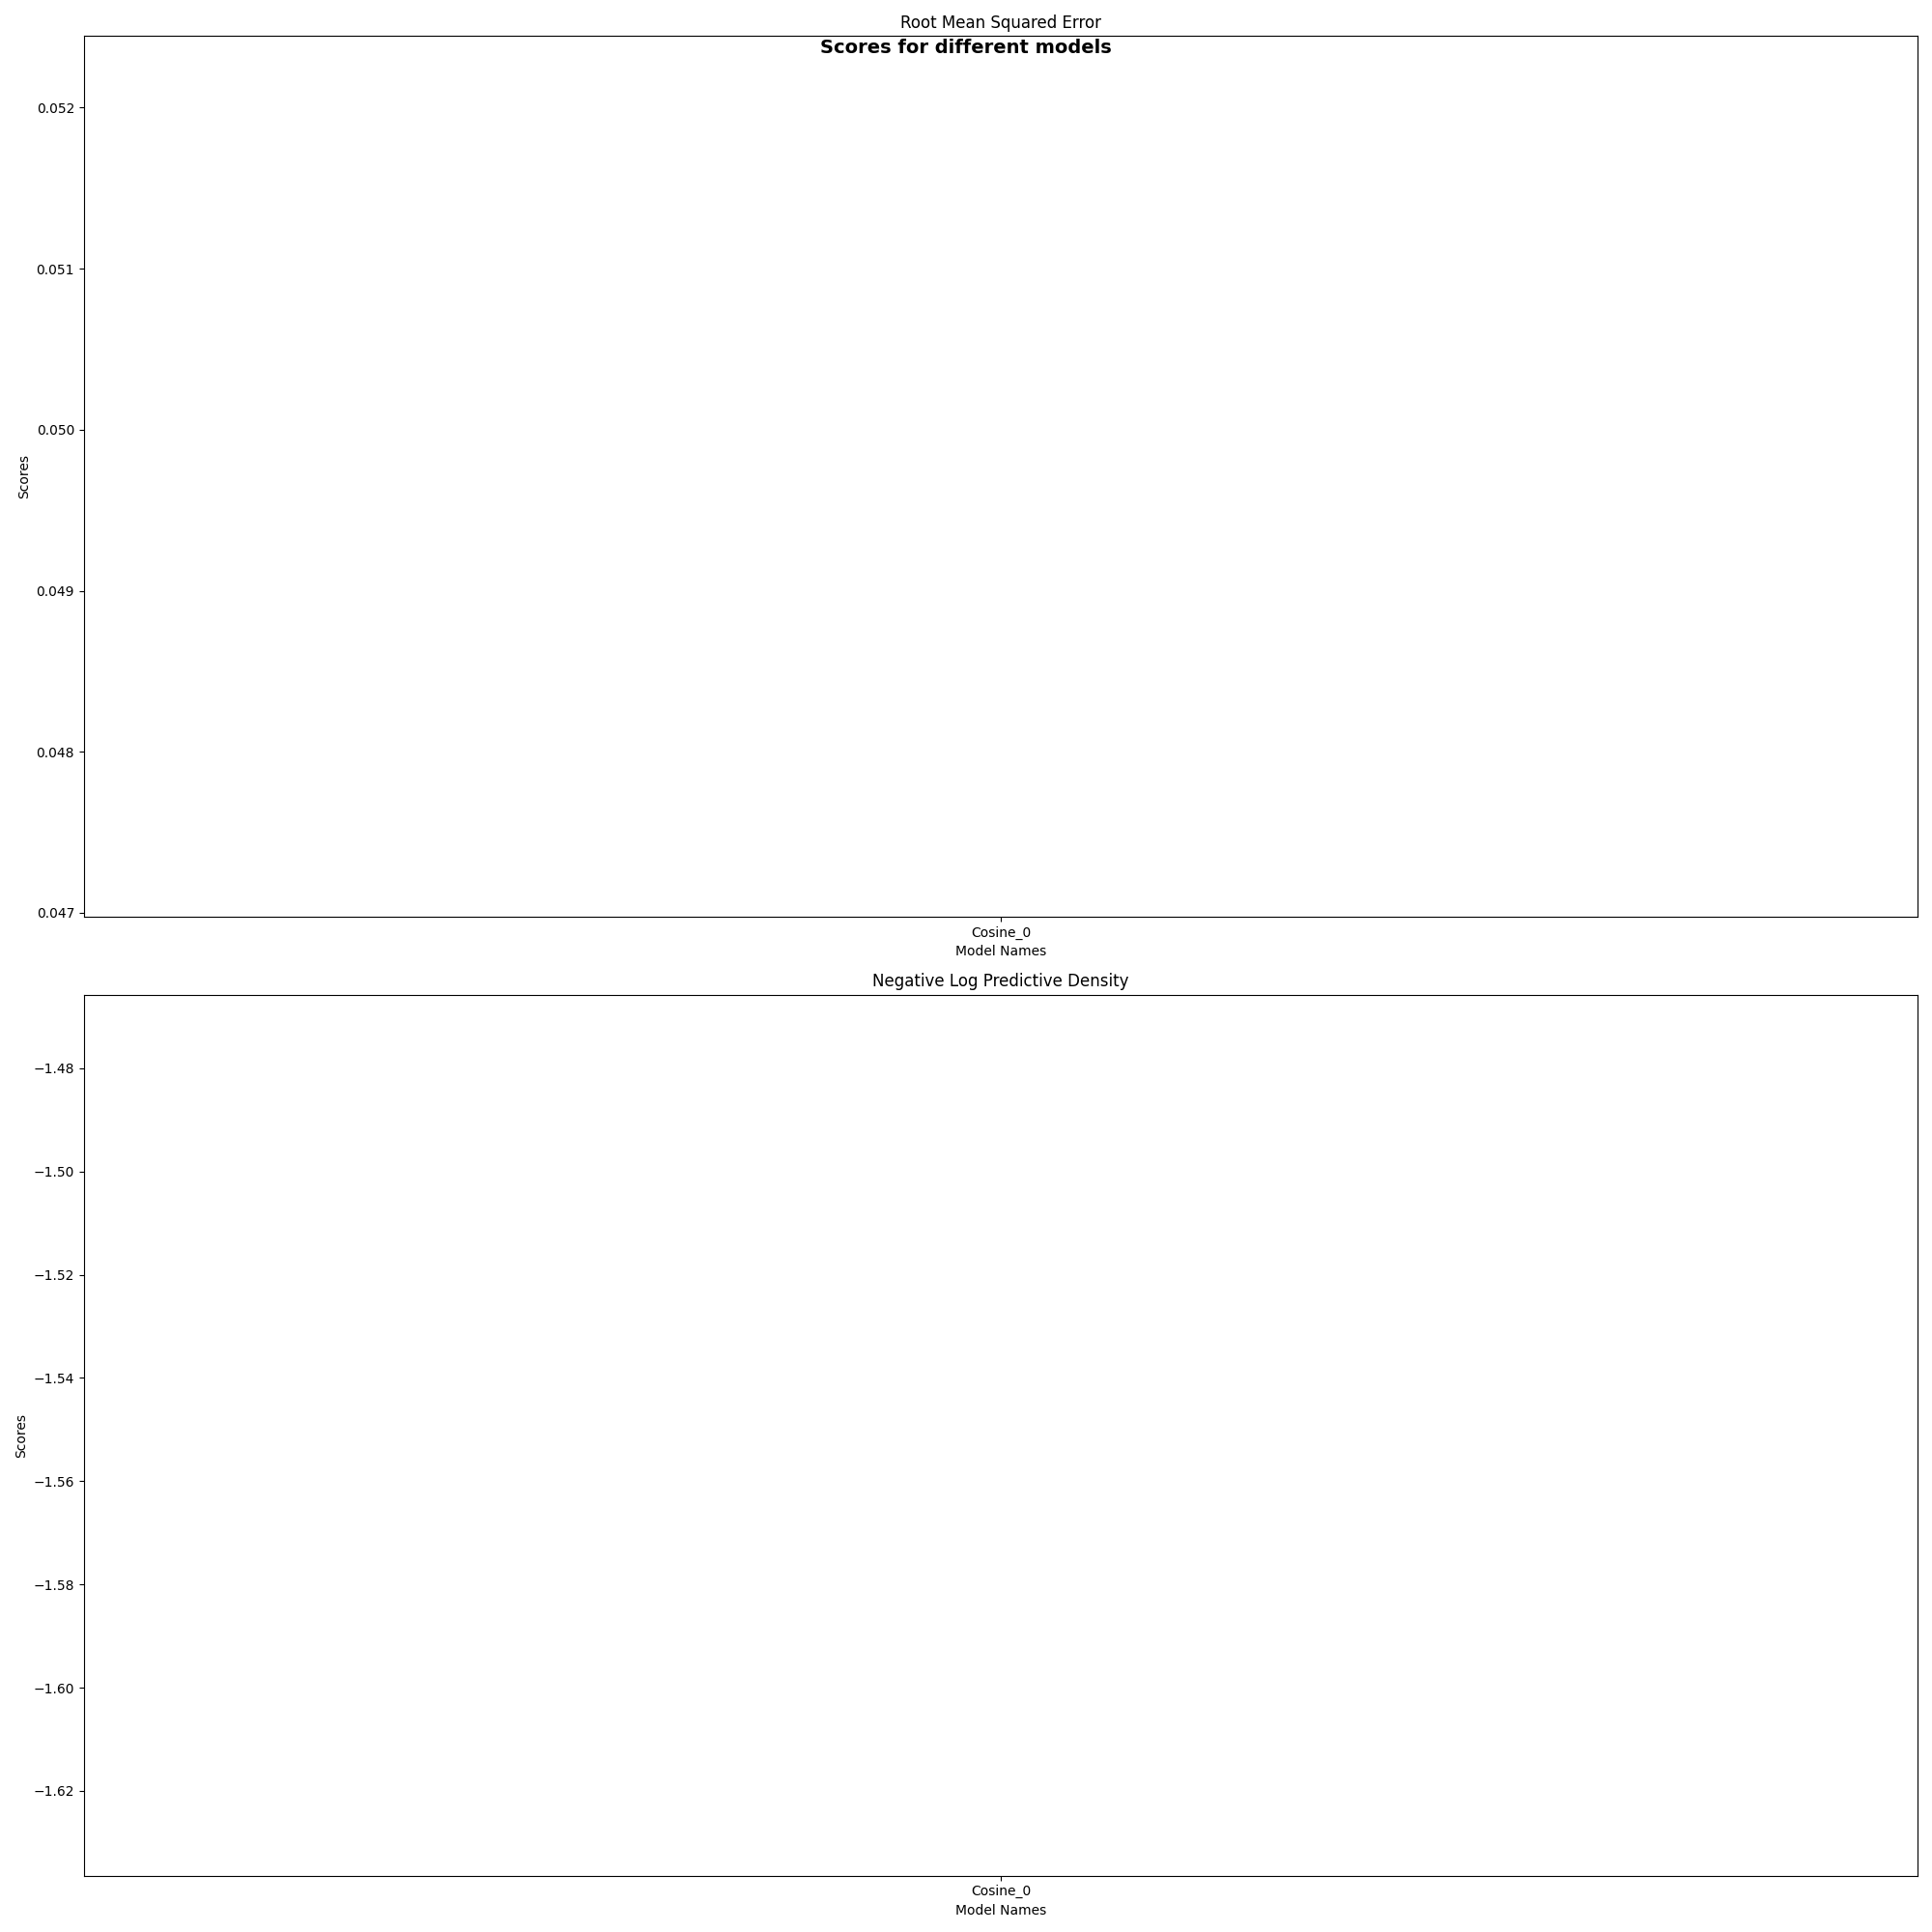 Root Mean Squared Error
Scores for different models
0.052
0.051
0.050
Scores
0.049
0.048
0.047
Cosine_0
Model Names
Negative Log Predictive Density
−1.48
−1.50
−1.52
−1.54
Scores
−1.56
−1.58
−1.60
−1.62
Cosine_0
Model Names